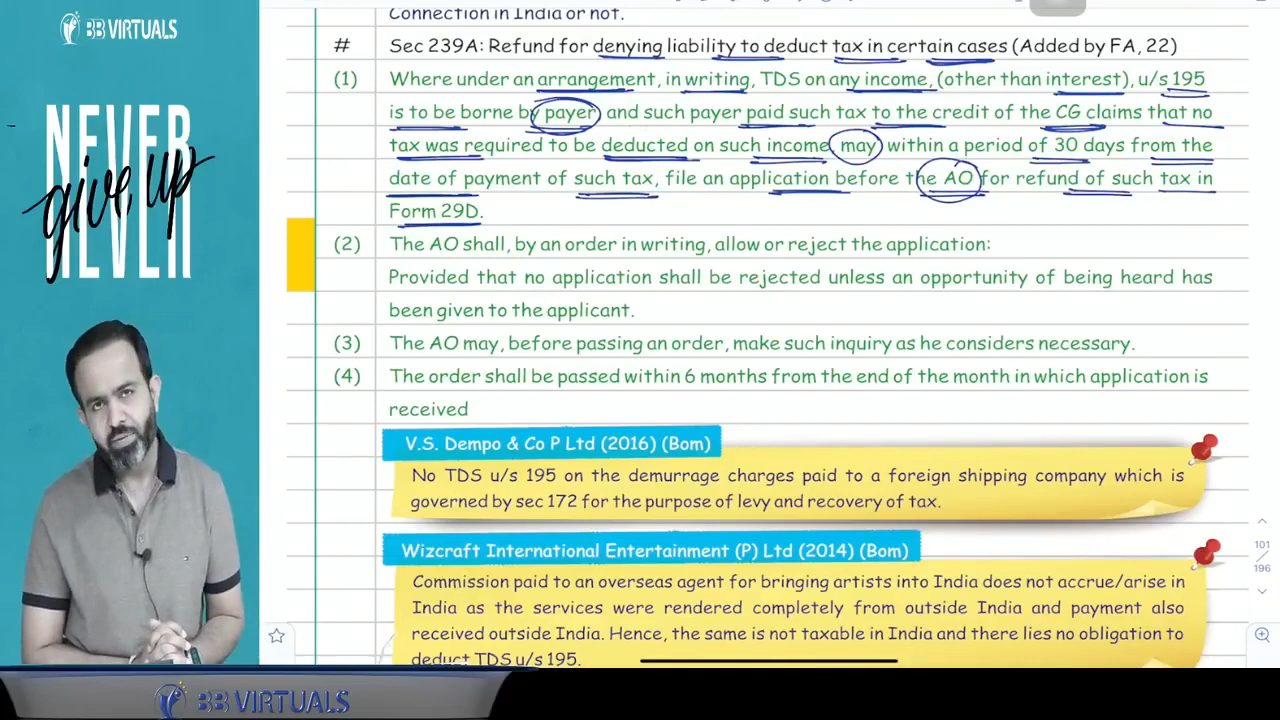 BB VIRTUALS
NEVER
give up
NEVER
Connection in India or not.
# Sec 239A: Refund for denying liability to deduct tax in certain cases (Added by FA, 22)
(1) Where under an arrangement, in writing, TDS on any income, (other than interest), u/s 195
is to be borne by payer and such payer paid such tax to the credit of the CG claims that no
tax was required to be deducted on such income, may within a period of 30 days from the
date of payment of such tax, file an application before the AO for refund of such tax in
Form 29D.
(2) The AO shall, by an order in writing, allow or reject the application:
Provided that no application shall be rejected unless an opportunity of being heard has
been given to the applicant.
(3) The AO may, before passing an order, make such inquiry as he considers necessary.
(4) The order shall be passed within 6 months from the end of the month in which application is
received
V.S. Dempo & Co P Ltd (2016) (Bom)
No TDS u/s 195 on the demurrage charges paid to a foreign shipping company which is
governed by sec 172 for the purpose of levy and recovery of tax.
Wizcraft International Entertainment (P) Ltd (2014) (Bom)
Commission paid to an overseas agent for bringing artists into India does not accrue/arise in
India as the services were rendered completely from outside India and payment also
received outside India. Hence, the same is not taxable in India and there lies no obligation to
deduct TDS u/s 195.
101
196
BB VIRTUALS